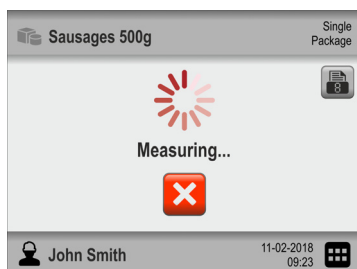 Sausages 500g
Single
Package
8
Measuring...
John Smith
11-02-2018
09:23